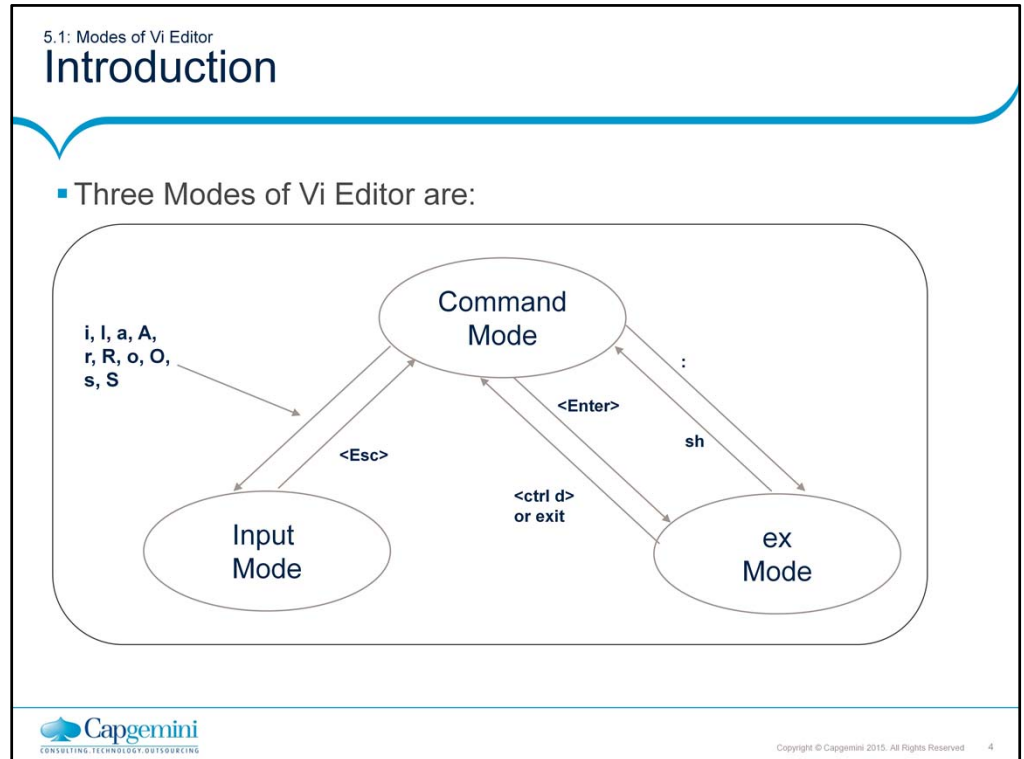 5.1: Modes of Vi Editor
Introduction
Three Modes of Vi Editor are:
Command
Mode
i, I, a, A,
r, R, o, O,
s, S
:
<Enter>
sh
<Esc>
<ctrl d>
or exit
Input
Mode
ex
Mode
Capgemini
CONSULTING.TECHNOLOGY.OUTSOURCING
Copyright © Capgemini 2015. All Rights Reserved 4